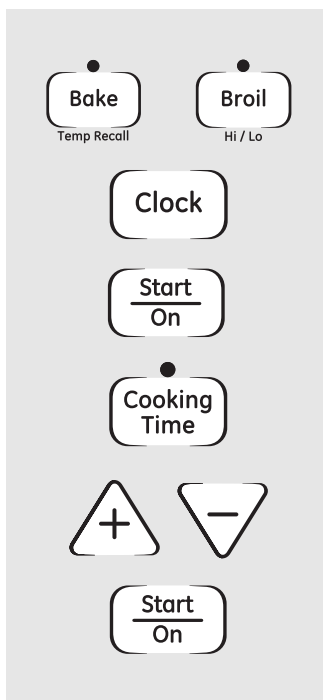 Bake
Broil
Temp Recall
Hi / Lo
Clock
Start
On
Cooking
Time
+
−
Start
On